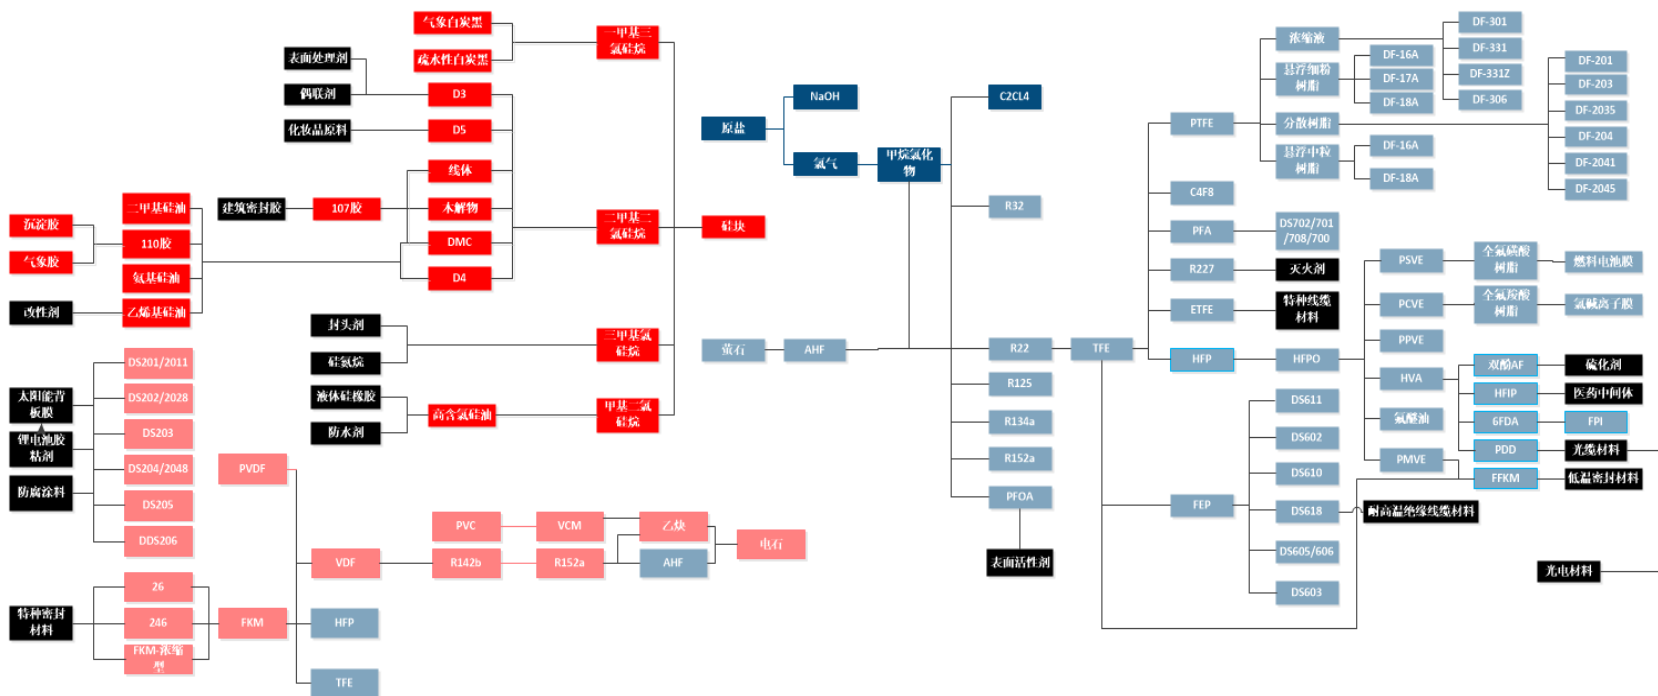 气象白炭黑
疏水性白炭黑
一甲基三
氯硅烷
表面处理剂
偶联剂
化妆品原料
D3
D5
线体
水解物
DMC
D4
建筑密封胶
107胶
二甲基二
氯硅烷
硅块
沉淀胶
气象胶
改性剂
二甲基硅油
110胶
氨基硅油
乙烯基硅油
封头剂
硅氮烷
三甲基氯
硅烷
液体硅橡胶
防水剂
高含氢硅油
甲基二氯
硅烷
太阳能背
板膜
锂电池胶
粘剂
防腐涂料
DS201/2011
DS202/2028
DS203
DS204/2048
DS205
DDS206
PVDF
特种密封
材料
26
246
FKM-浓缩
型
FKM
VDF
HFP
TFE
PVC
VCM
乙炔
R142b
R152a
AHF
电石
原盐
NaOH
氯气
甲烷氯化
物
C2CL4
R32
萤石
AHF
R22
R125
R134a
R152a
PFOA
表面活性剂
TFE
PTFE
C4F8
PFA
R227
ETFE
HFP
FEP
浓缩液
悬浮细粉
树脂
分散树脂
悬浮中粒
树脂
DF-16A
DF-17A
DF-18A
DF-16A
DF-18A
DF-301
DF-331
DF-331Z
DF-306
DF-201
DF-203
DF-2035
DF-204
DF-2041
DF-2045
DS702/701
/708/700
灭火剂
特种线缆
材料
HFPO
DS611
DS602
DS610
DS618
DS605/606
DS603
耐高温绝缘线缆材料
PSVE
PCVE
PPVE
HVA
氟醚油
PMVE
全氟磺酸
树脂
燃料电池膜
全氟羧酸
树脂
氯碱离子膜
双酚AF
硫化剂
HFIP
医药中间体
6FDA
FPI
PDD
光缆材料
FFKM
低温密封材料
光电材料